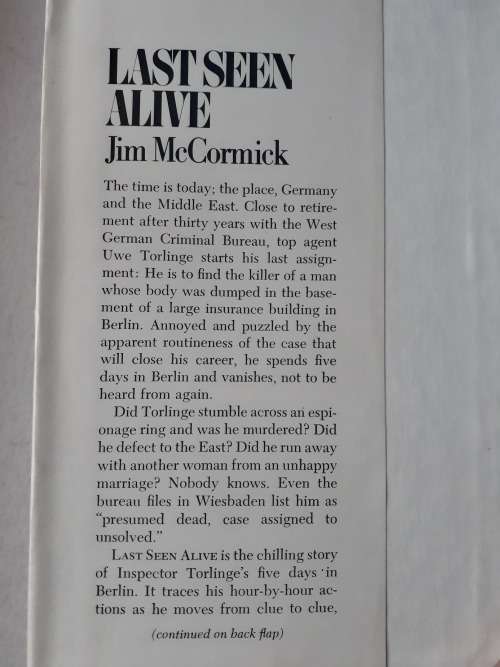 LAST SEEN
ALIVE
Jim McCormick
The time is today; the place, Germany
and the Middle East. Close to retire-
ment after thirty years with the West
German Criminal Bureau, top agent
Uwe Torlinge starts his last assign-
ment: He is to find the killer of a man
whose body was dumped in the base-
ment of a large insurance building in
Berlin. Annoyed and puzzled by the
apparent routineness of the case that
will close his career, he spends five
days in Berlin and vanishes, not to be
heard from again.
Did Torlinge stumble across an espi-
onage ring and was he murdered? Did
he defect to the East? Did he run away
with another woman from an unhappy
marriage? Nobody knows. Even the
bureau files in Wiesbaden list him as
“presumed dead, case assigned to
unsolved.”
LAST SEEN ALIVE is the chilling story
of Inspector Torlinge's five days in
Berlin. It traces his hour-by-hour ac-
tions as he moves from clue to clue,
(continued on back flap)